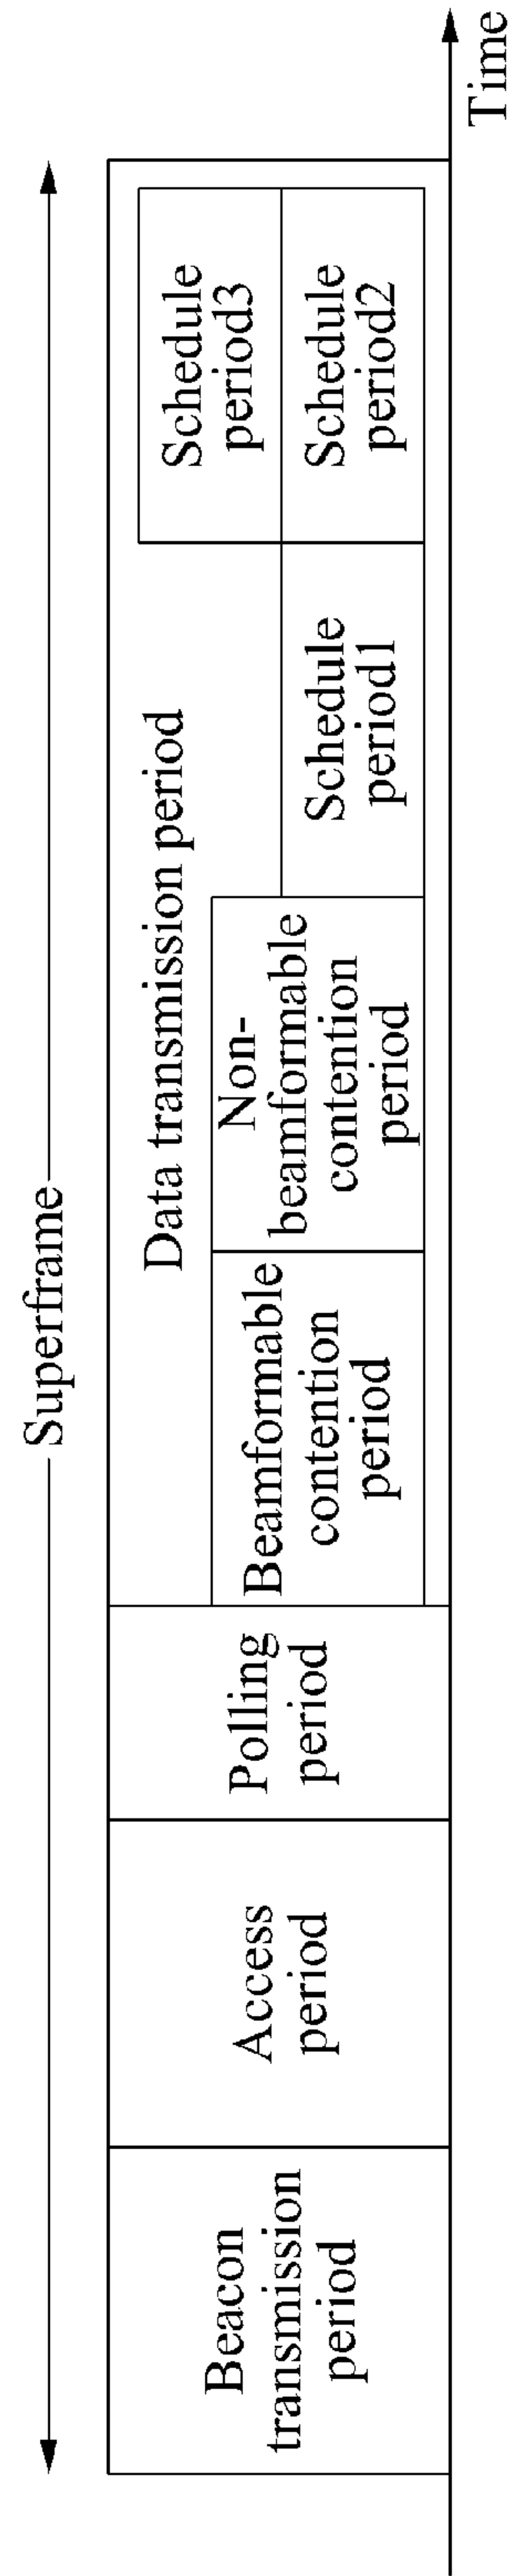 Superframe
Beacon
transmission
period
Access
period
Polling
period
Data transmission period
Beamformable
contention
period
Non-
beamformable
contention
period
Schedule
period1
Schedule
period3
Schedule
period2
Time